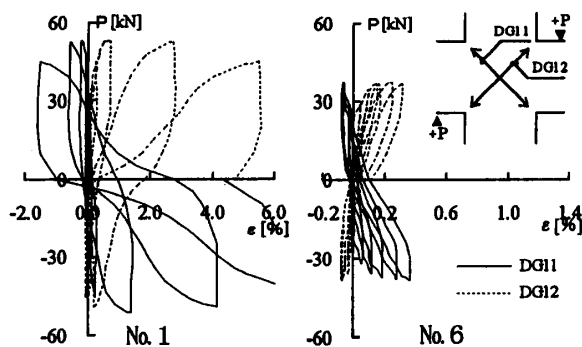 60 P [kN]
30
0
-30
-60
-2.0 0.0 2.0 4.0 6.0
ε [%]
No. 1
60 P [kN]
30
0
-30
-60
-0.2 0.2 0.6 1.0 1.4
ε [%]
No. 6
+P
DG11
DG12
+P
DG11
DG12